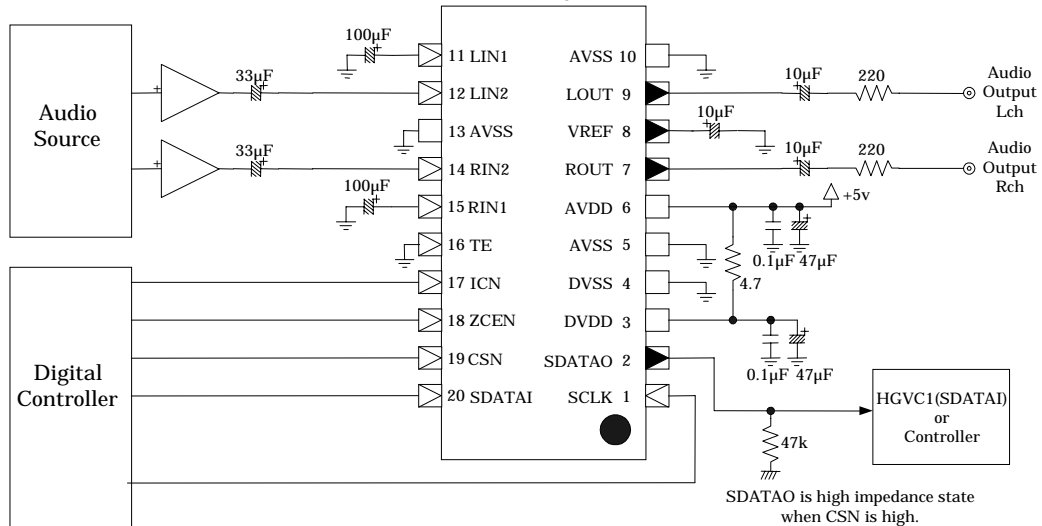 Audio
Source
33μF
33μF
100μF
100μF
11 LIN1
12 LIN2
13 AVSS
14 RIN2
15 RIN1
16 TE
17 ICN
18 ZCEN
19 CSN
20 SDATAI
AVSS 10
LOUT 9
VREF 8
ROUT 7
AVDD 6
AVSS 5
DVSS 4
DVDD 3
SDATAO 2
SCLK 1
10μF
220
Audio
Output
Lch
10μF
10μF
220
Audio
Output
Rch
+5v
0.1μF 47μF
4.7
0.1μF 47μF
Digital
Controller
HGVC1(SDATAI)
or
Controller
47k
SDATAO is high impedance state
when CSN is high.